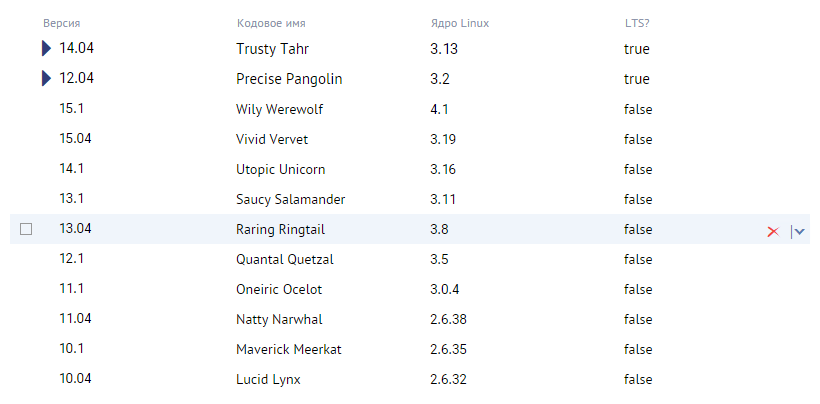 Версия Кодовое имя Ядро Linux LTS?
14.04 Trusty Tahr 3.13 true
12.04 Precise Pangolin 3.2 true
15.1 Wily Werewolf 4.1 false
15.04 Vivid Vervet 3.19 false
14.1 Utopic Unicorn 3.16 false
13.1 Saucy Salamander 3.11 false
13.04 Raring Ringtail 3.8 false
12.1 Quantal Quetzal 3.5 false
11.1 Oneiric Ocelot 3.0.4 false
11.04 Natty Narwhal 2.6.38 false
10.1 Maverick Meerkat 2.6.35 false
10.04 Lucid Lynx 2.6.32 false